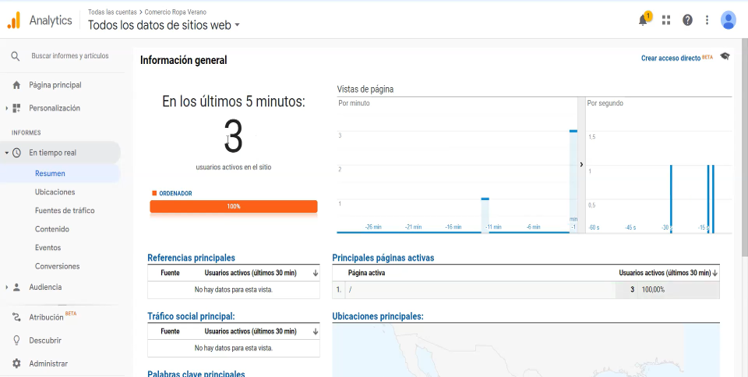 Analytics
Todas las cuentas > Comercio Ropa Verano
Todos los datos de sitios web
1
Buscar informes y artículos
Página principal
Personalización
INFORMES
En tiempo real
Resumen
Ubicaciones
Fuentes de tráfico
Contenido
Eventos
Conversiones
Audiencia
Atribución BETA
Descubrir
Administrar
Información general
Crear acceso directo BETA
En los últimos 5 minutos:
3
usuarios activos en el sitio
ORDENADOR
100%
Vistas de página
Por minuto
Por segundo
3
2
1
-26 min -21 min -16 min -11 min -6 min -1
1.5
1
0.5
-60 s -45 s -30 -15
Referencias principales
Fuente Usuarios activos (últimos 30 min)
No hay datos para esta vista.
Tráfico social principal:
Fuente Usuarios activos (últimos 30 min)
No hay datos para esta vista.
Palabras clave principales
Principales páginas activas
Página activa Usuarios activos (últimos 30 min)
1. / 3 100,00%
Ubicaciones principales: